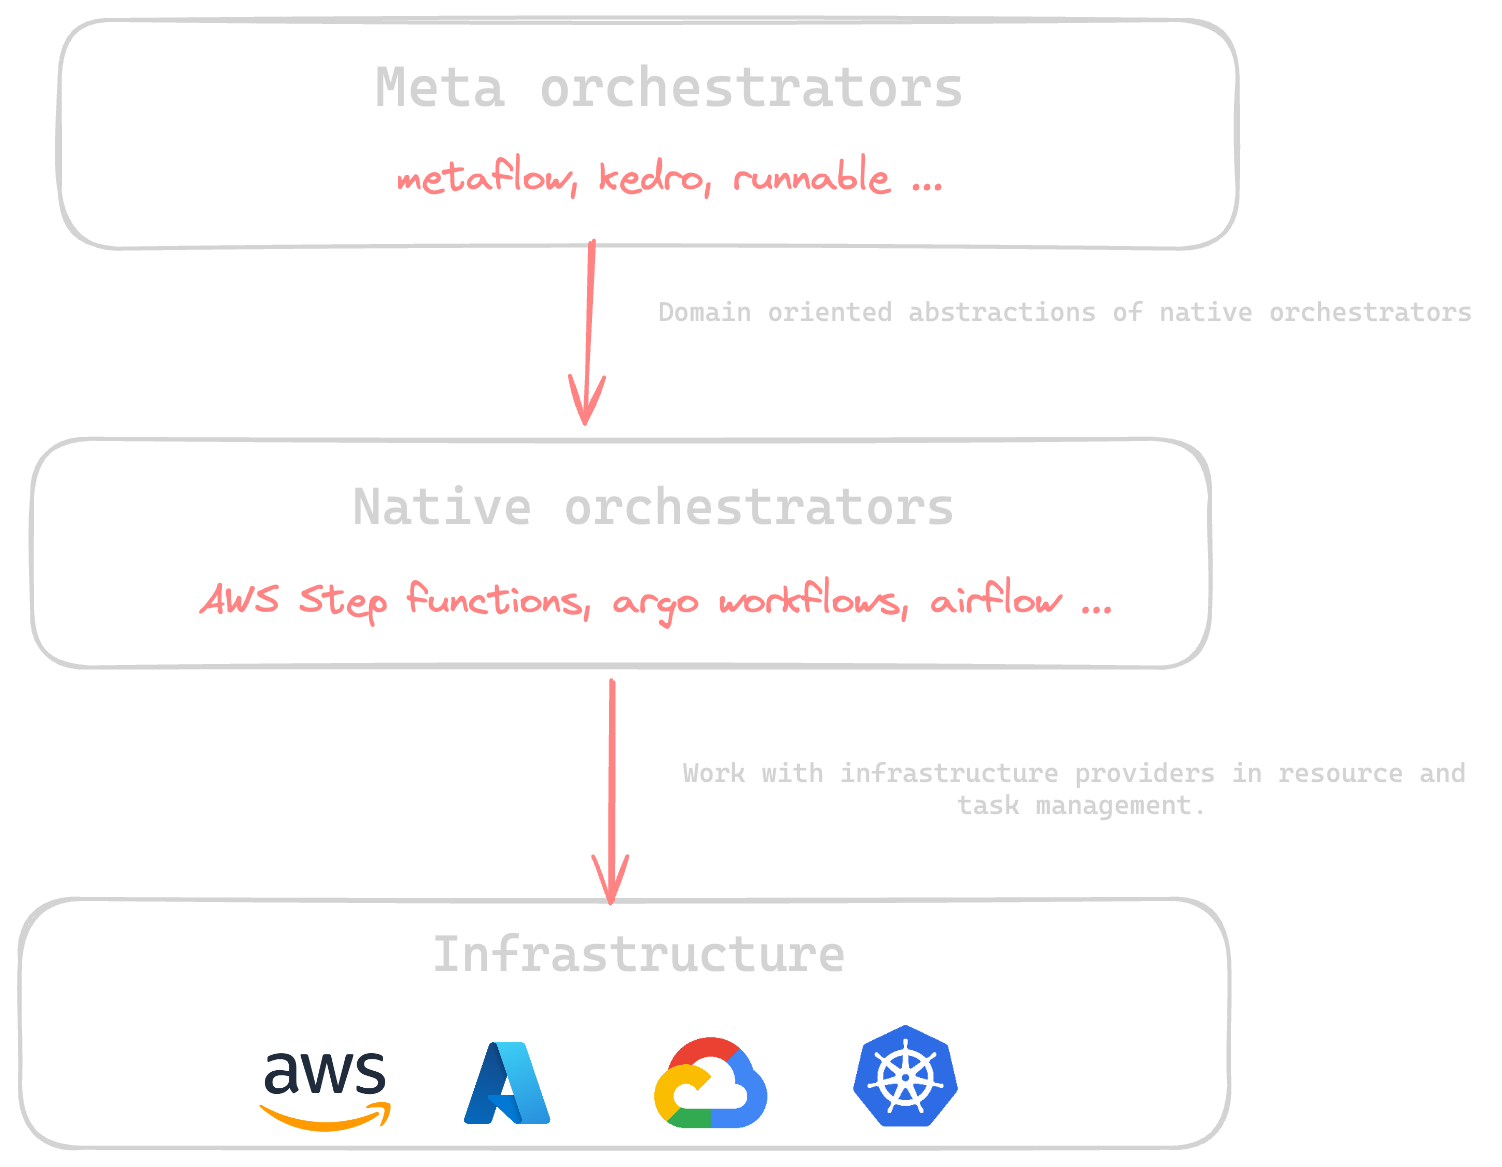 Meta orchestrators
metaflow, kedro, runnable ...
Domain oriented abstractions of native orchestrators
Native orchestrators
AWS Step functions, argo workflows, airflow ...
Work with infrastructure providers in resource and
task management.
Infrastructure
aws